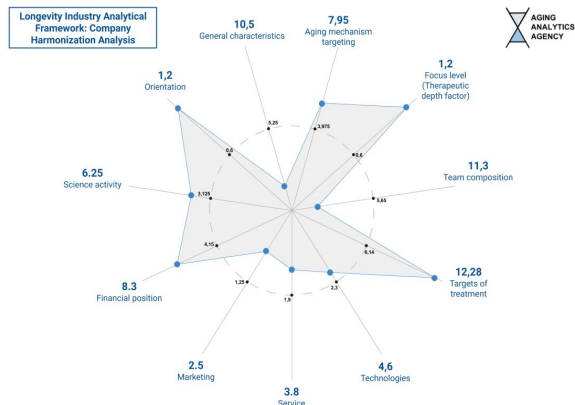 Longevity Industry Analytical
Framework: Company
Harmonization Analysis
AGING
ANALYTICS
AGENCY
10,5
General characteristics
7,95
Aging mechanism
targeting
1,2
Focus level
(Therapeutic
depth factor)
11,3
Team composition
12,28
Targets of
treatment
4,6
Technologies
3.8
Service
2.5
Marketing
8.3
Financial position
6.25
Science activity
1,2
Orientation
5,25
3,975
0,6
5,65
6,14
2,3
1,9
1,25
4,15
3,125
0,6